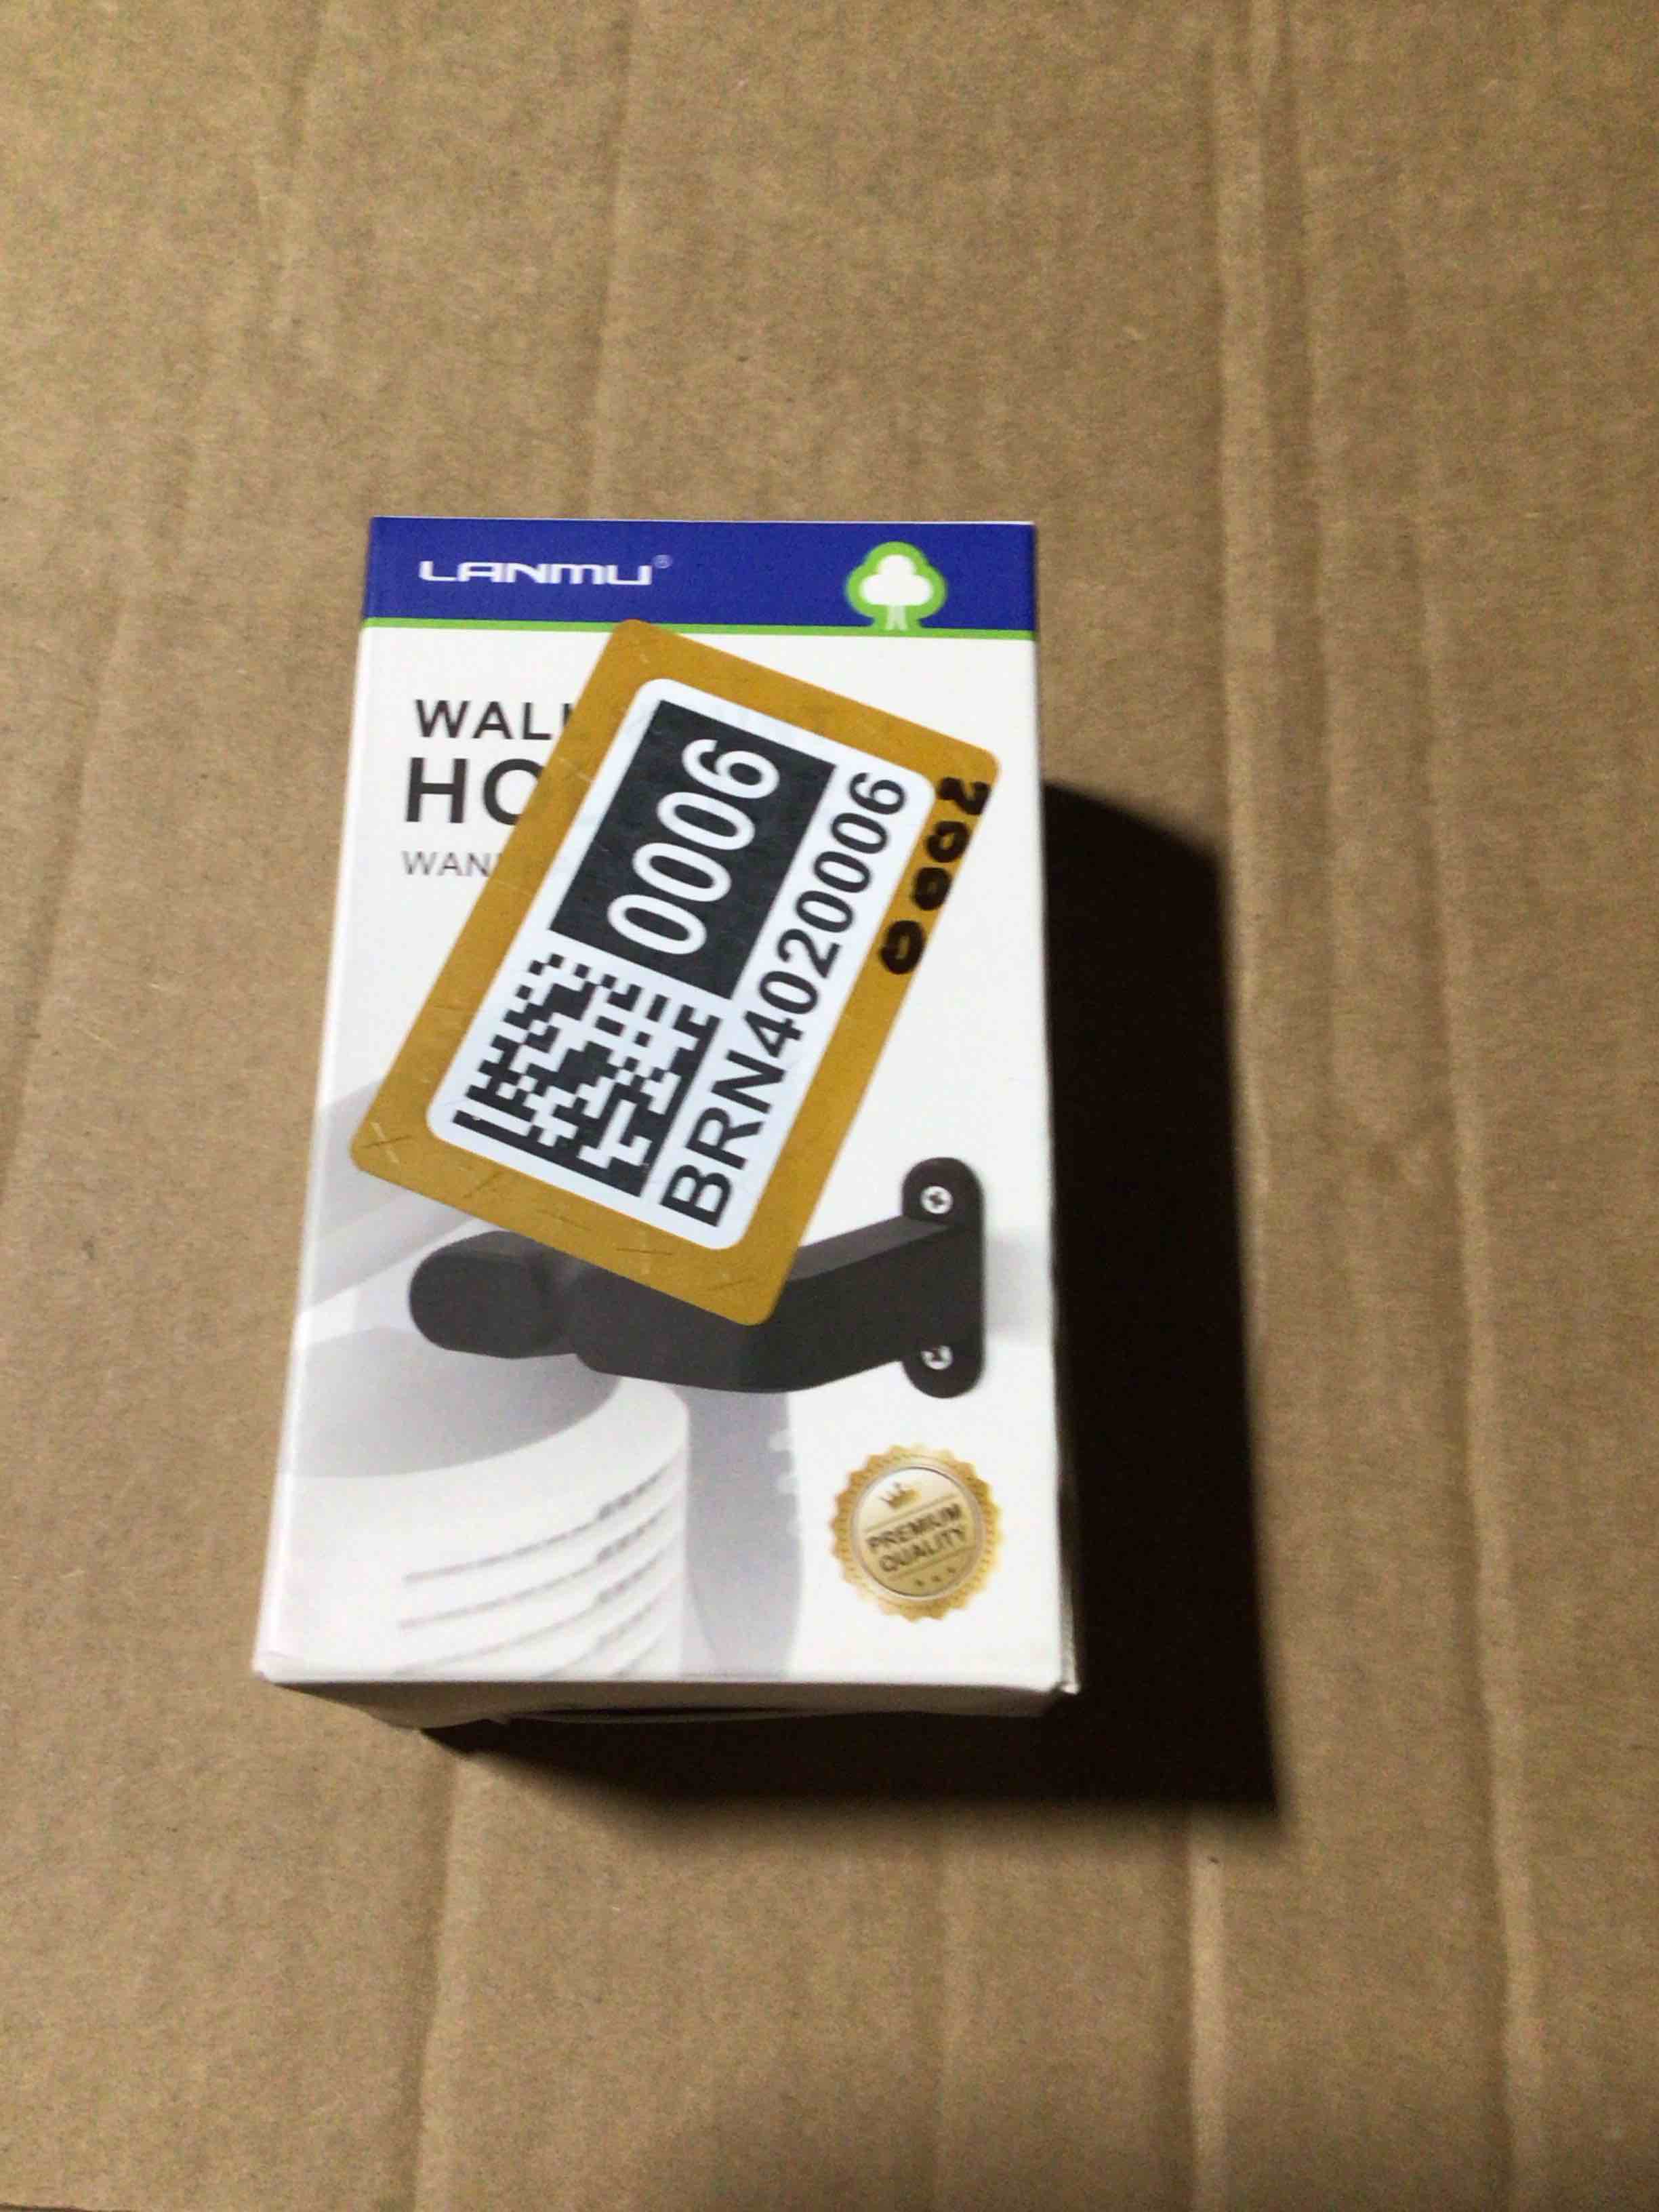 LANMU®
WALL
HO
WAN
0006
BRN4020006
PREMIUM
QUALITY